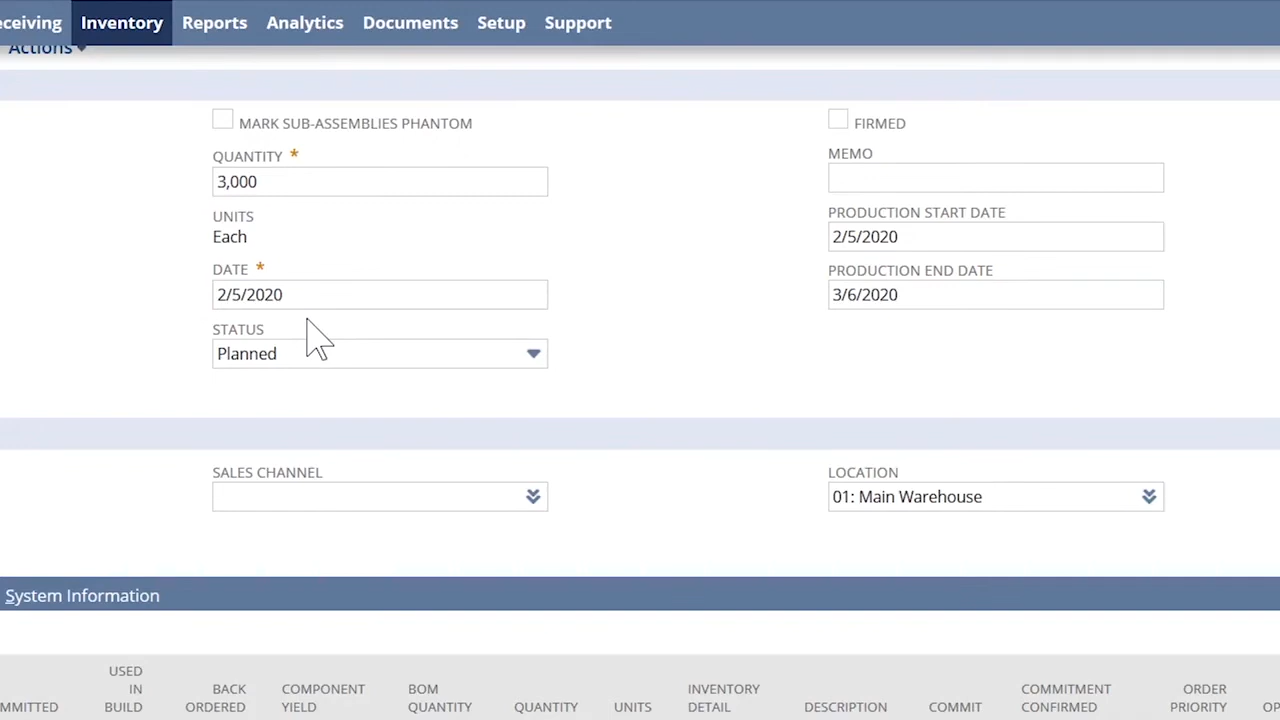 eceiving Inventory Reports Analytics Documents Setup Support
Actions
MARK SUB-ASSEMBLIES PHANTOM
QUANTITY *
3,000
UNITS
Each
DATE *
2/5/2020
STATUS
Planned
FIRMED
MEMO
PRODUCTION START DATE
2/5/2020
PRODUCTION END DATE
3/6/2020
SALES CHANNEL
LOCATION
01: Main Warehouse
System Information
MMITTED
USED
IN
BUILD
BACK
ORDERED
COMPONENT
YIELD
BOM
QUANTITY
QUANTITY
UNITS
INVENTORY
DETAIL
DESCRIPTION
COMMIT
COMMITMENT
CONFIRMED
ORDER
PRIORITY
OP